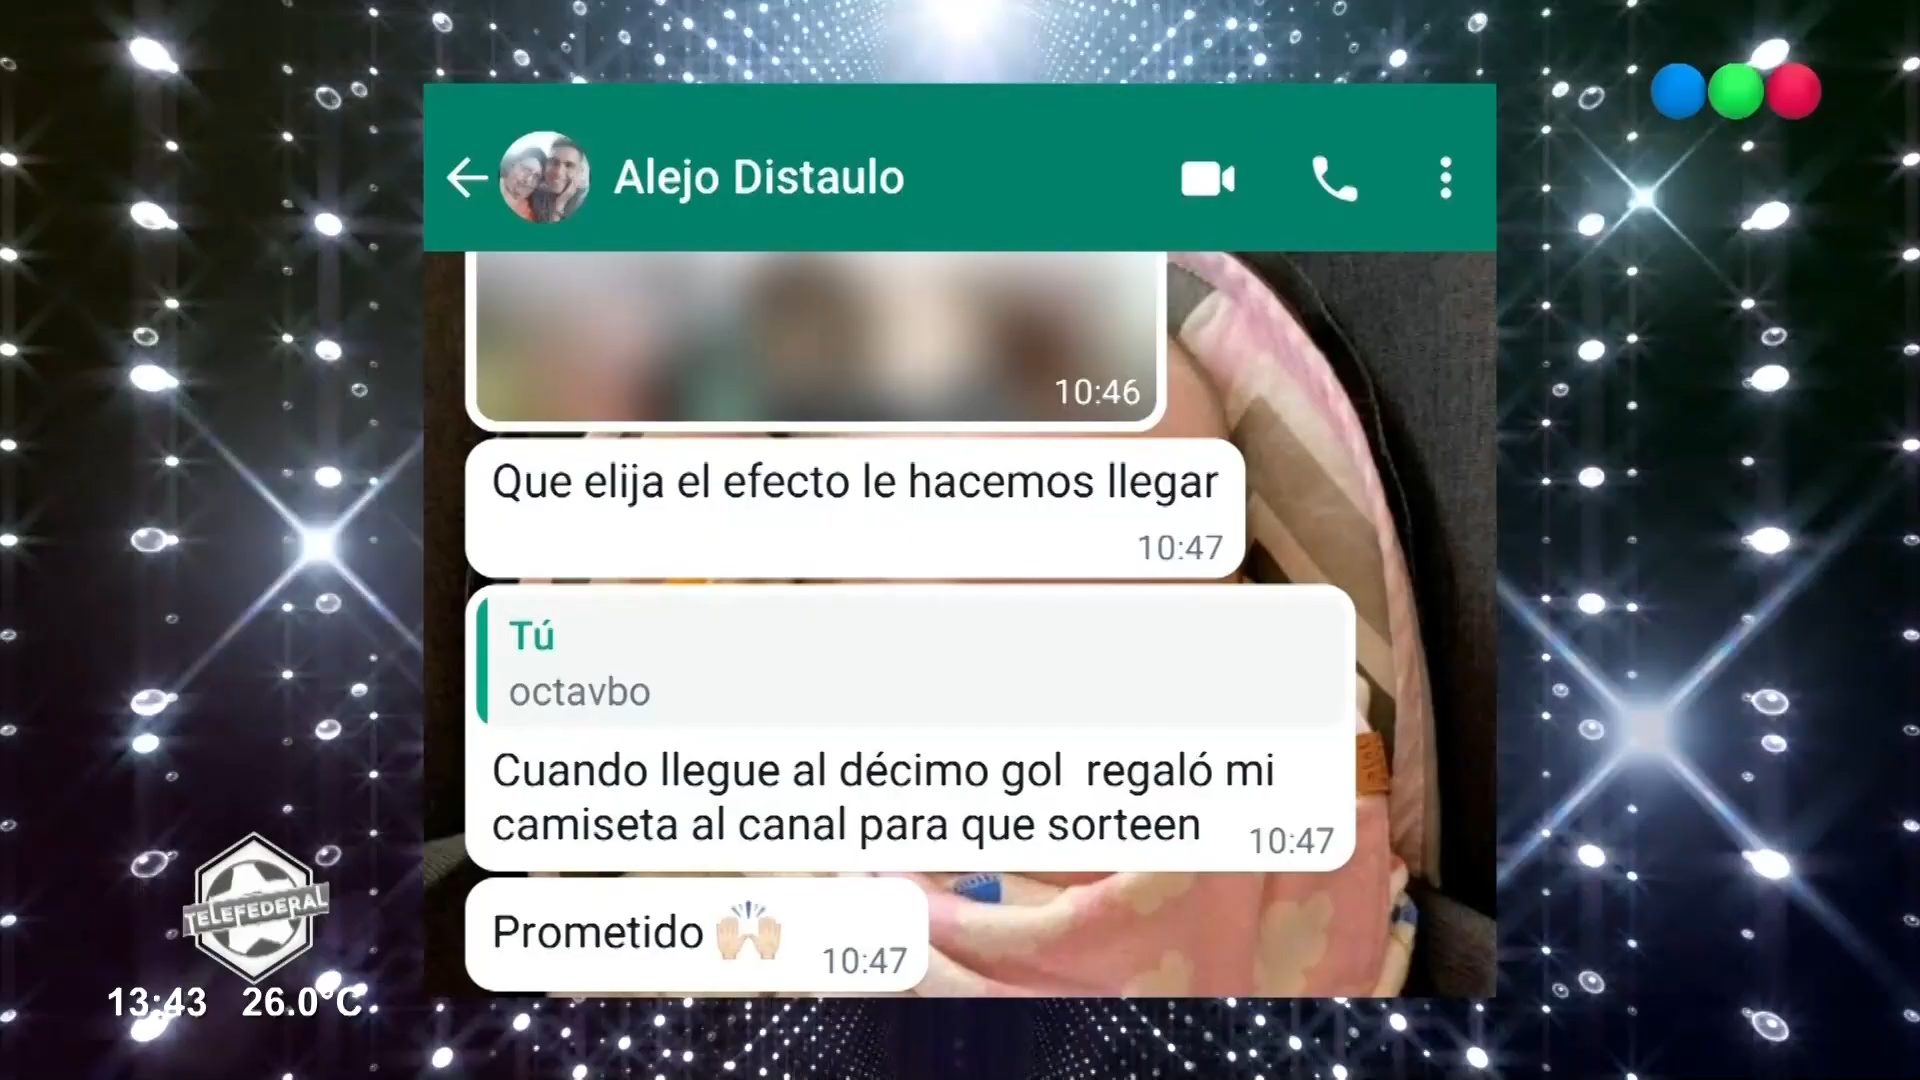 Alejo Distaulo
10:46
Que elija el efecto le hacemos llegar
10:47
Tú
octavbo
Cuando llegue al décimo gol regaló mi
camiseta al canal para que sorteen
10:47
Prometido 🙌🏻
10:47
TELEFEDERAL
13:43 26.0°C